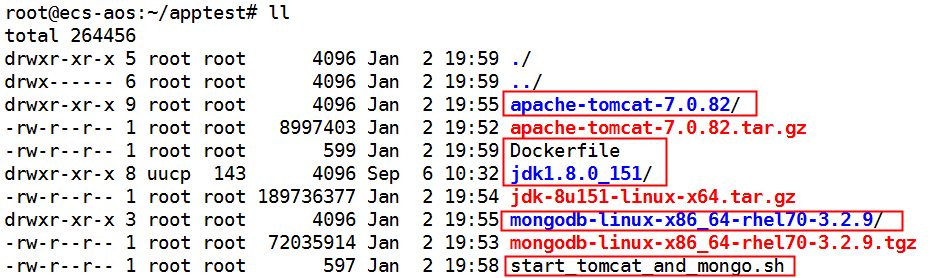 root@ecs-aos:~/apptest# ll
total 264456
drwxr-xr-x 5 root root 4096 Jan 2 19:59 ./
drwx------ 6 root root 4096 Jan 2 19:59 ../
drwxr-xr-x 9 root root 4096 Jan 2 19:55 apache-tomcat-7.0.82/
-rw-r--r-- 1 root root 8997403 Jan 2 19:52 apache-tomcat-7.0.82.tar.gz
-rw-r--r-- 1 root root 599 Jan 2 19:59 Dockerfile
drwxr-xr-x 8 uucp 143 4096 Sep 6 10:32 jdk1.8.0_151/
-rw-r--r-- 1 root root 189736377 Jan 2 19:54 jdk-8u151-linux-x64.tar.gz
drwxr-xr-x 3 root root 4096 Jan 2 19:55 mongodb-linux-x86_64-rhel70-3.2.9/
-rw-r--r-- 1 root root 72035914 Jan 2 19:53 mongodb-linux-x86_64-rhel70-3.2.9.tgz
-rw-r--r-- 1 root root 597 Jan 2 19:58 start_tomcat_and_mongo.sh